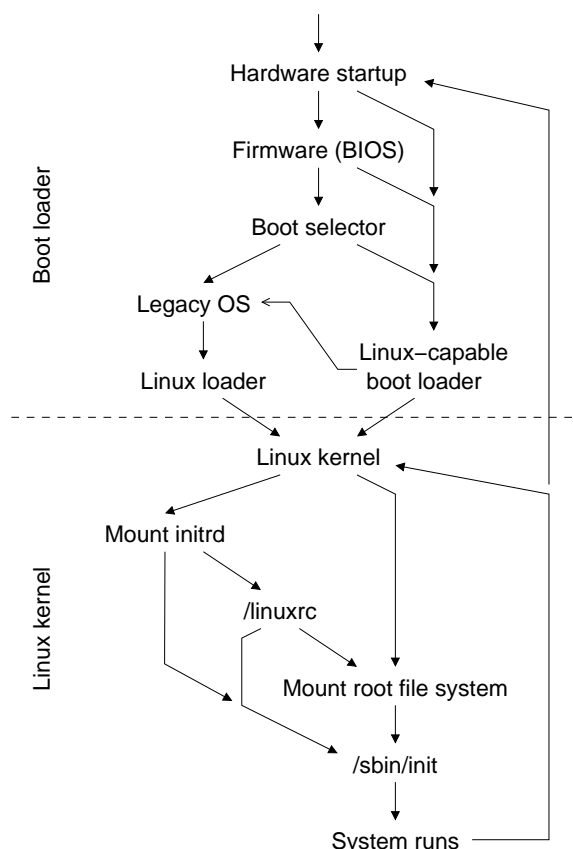 Hardware startup
Firmware (BIOS)
Boot selector
Boot loader
Legacy OS
Linux−capable
boot loader
Linux loader
Linux kernel
Mount initrd
/linuxrc
Linux kernel
Mount root file system
/sbin/init
System runs